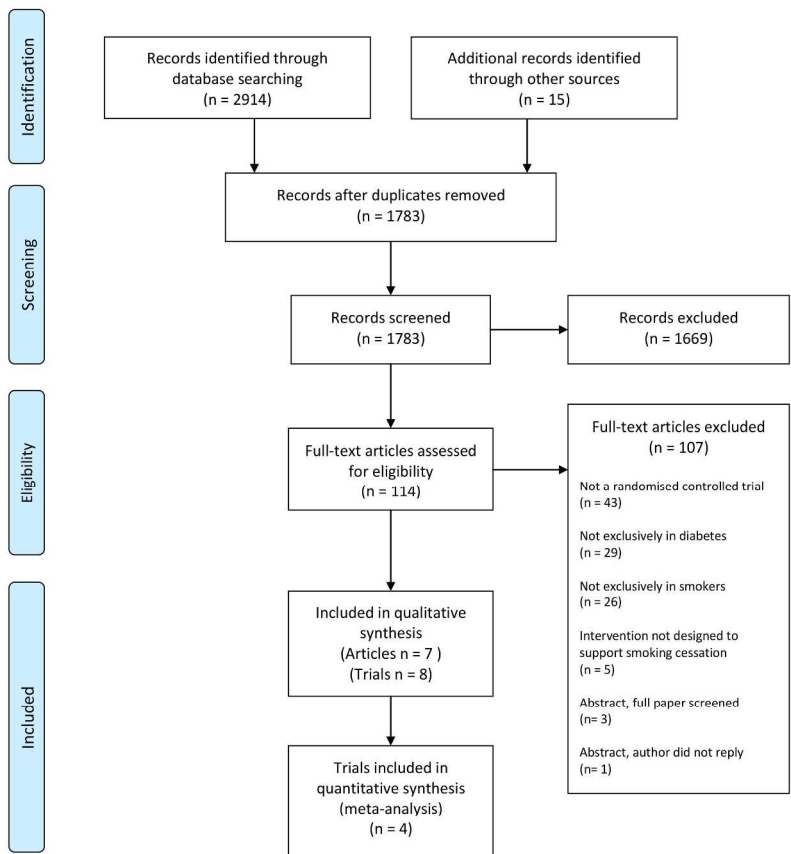 Identification
Records identified through
database searching
(n = 2914)
Additional records identified
through other sources
(n = 15)
Records after duplicates removed
(n = 1783)
Screening
Records screened
(n = 1783)
Records excluded
(n = 1669)
Eligibility
Full-text articles assessed
for eligibility
(n = 114)
Full-text articles excluded
(n = 107)
Not a randomised controlled trial
(n = 43)
Not exclusively in diabetes
(n = 29)
Not exclusively in smokers
(n = 26)
Intervention not designed to
support smoking cessation
(n = 5)
Abstract, full paper screened
(n= 3)
Abstract, author did not reply
(n= 1)
Included
Included in qualitative
synthesis
(Articles n = 7 )
(Trials n = 8)
Trials included in
quantitative synthesis
(meta-analysis)
(n = 4)